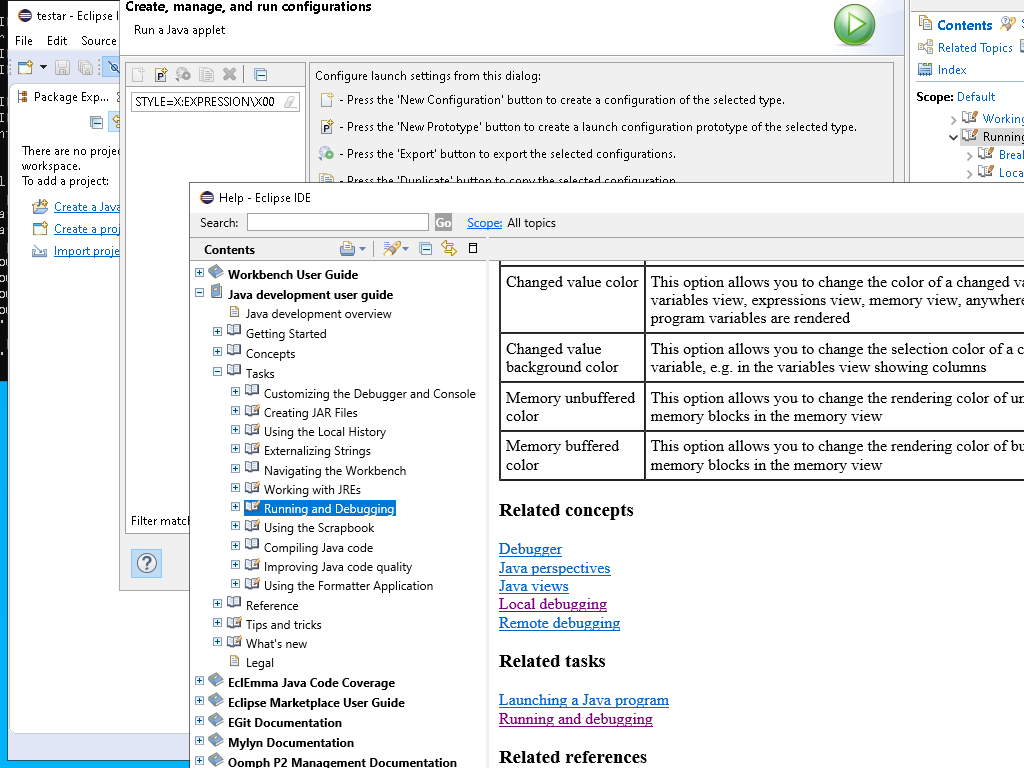 testar - Eclipse I
File Edit Source
Package Exp...
There are no projec
workspace.
To add a project:
Create a Java
Create a proj
Import proje
Create, manage, and run configurations
Run a Java applet
STYLE=X:EXPRESSION\X00
Filter match
Configure launch settings from this dialog:
- Press the 'New Configuration' button to create a configuration of the selected type.
- Press the 'New Prototype' button to create a launch configuration prototype of the selected type.
- Press the 'Export' button to export the selected configurations.
- Press the 'Duplicate' button to copy the selected configuration.
Contents
Related Topics
Index
Scope: Default
Working
Running
Brea
Loca
Help - Eclipse IDE
Search:
Go
Scope: All topics
Contents
Workbench User Guide
Java development user guide
Java development overview
Getting Started
Concepts
Tasks
Customizing the Debugger and Console
Creating JAR Files
Using the Local History
Externalizing Strings
Navigating the Workbench
Working with JREs
Running and Debugging
Using the Scrapbook
Compiling Java code
Improving Java code quality
Using the Formatter Application
Reference
Tips and tricks
What's new
Legal
EclEmma Java Code Coverage
Eclipse Marketplace User Guide
EGit Documentation
Mylyn Documentation
Oomph P2 Management Documentation
Changed value color
This option allows you to change the color of a changed va
variables view, expressions view, memory view, anywhere
program variables are rendered
Changed value
background color
This option allows you to change the selection color of a c
variable, e.g. in the variables view showing columns
Memory unbuffered
color
This option allows you to change the rendering color of un
memory blocks in the memory view
Memory buffered
color
This option allows you to change the rendering color of bu
memory blocks in the memory view
Related concepts
Debugger
Java perspectives
Java views
Local debugging
Remote debugging
Related tasks
Launching a Java program
Running and debugging
Related references